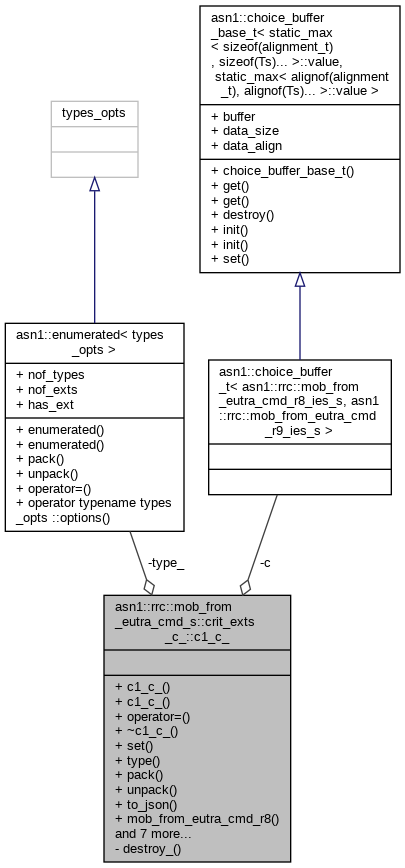 asn1::choice_buffer
_base_t< static_max
< sizeof(alignment_t)
, sizeof(Ts)... >::value,
static_max< alignof(alignment
_t), alignof(Ts)... >::value >
+ buffer
+ data_size
+ data_align
+ choice_buffer_base_t()
+ get()
+ get()
+ destroy()
+ init()
+ init()
+ set()
types_opts
asn1::enumerated< types
_opts >
+ nof_types
+ nof_exts
+ has_ext
+ enumerated()
+ enumerated()
+ pack()
+ unpack()
+ operator=()
+ operator typename types
_opts ::options()
asn1::choice_buffer
_t< asn1::rrc::mob_from
_eutra_cmd_r8_ies_s, asn1
::rrc::mob_from_eutra_cmd
_r9_ies_s >
-type_
-c
asn1::rrc::mob_from
_eutra_cmd_s::crit_exts
_c_::c1_c_
+ c1_c_()
+ c1_c_()
+ operator=()
+ ~c1_c_()
+ set()
+ type()
+ pack()
+ unpack()
+ to_json()
+ mob_from_eutra_cmd_r8()
and 7 more...
- destroy_()